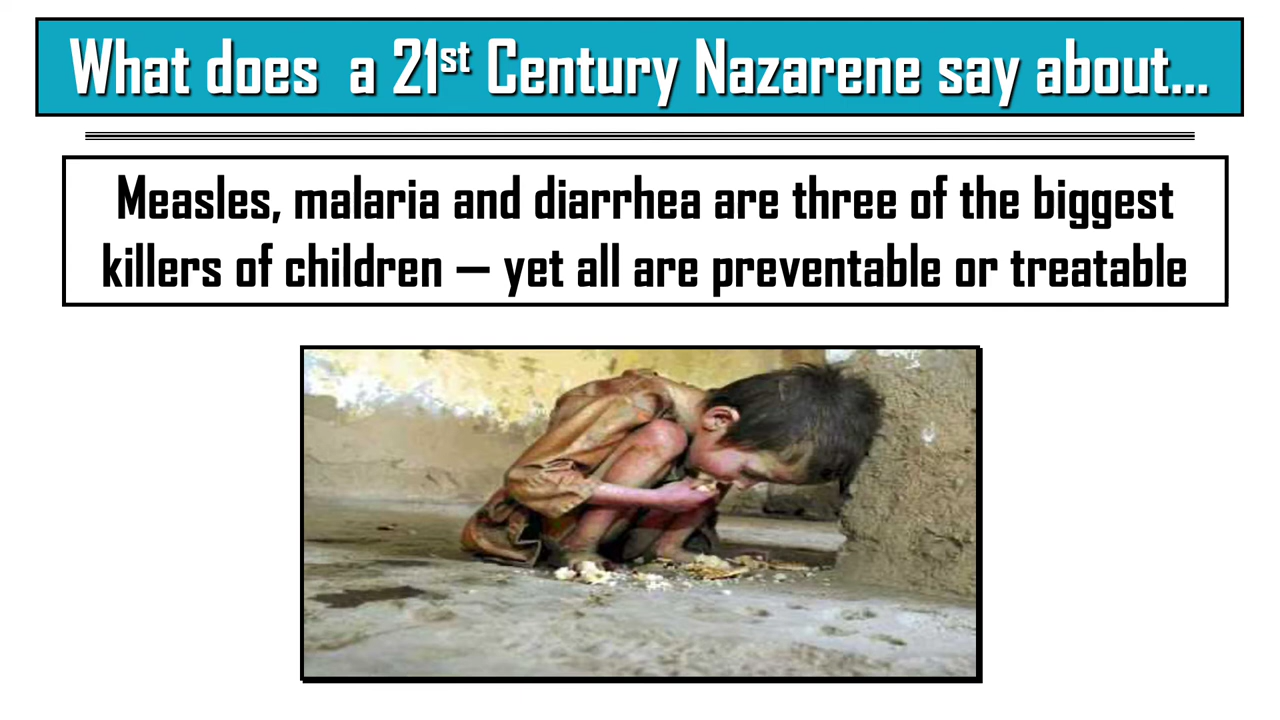 What does a 21st Century Nazarene say about...
Measles, malaria and diarrhea are three of the biggest
killers of children — yet all are preventable or treatable